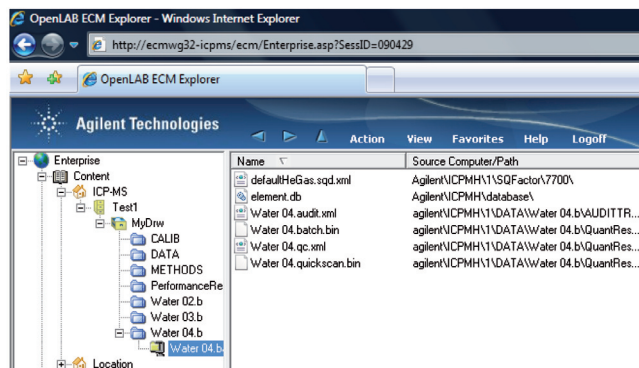 OpenLAB ECM Explorer - Windows Internet Explorer
http://ecmwg32-icpms/ecm/Enterprise.asp?SessID=090429
OpenLAB ECM Explorer
Agilent Technologies
Action View Favorites Help Logoff
Enterprise
Content
ICP-MS
Test1
MyDrw
CALIB
DATA
METHODS
PerformanceRe
Water 02.b
Water 03.b
Water 04.b
Water 04.b
Location
Name Source Computer/Path
defaultHeGas.sqd.xml Agilent\ICPMH\1\SQFactor\7700\
element.db Agilent\ICPMH\database\
Water 04.audit.xml agilent\ICPMH\1\DATA\Water 04.b\AUDITTR...
Water 04.batch.bin agilent\ICPMH\1\DATA\Water 04.b\QuantRes...
Water 04.qc.xml agilent\ICPMH\1\DATA\Water 04.b\QuantRes...
Water 04.quickscan.bin agilent\ICPMH\1\DATA\Water 04.b\QuantRes...